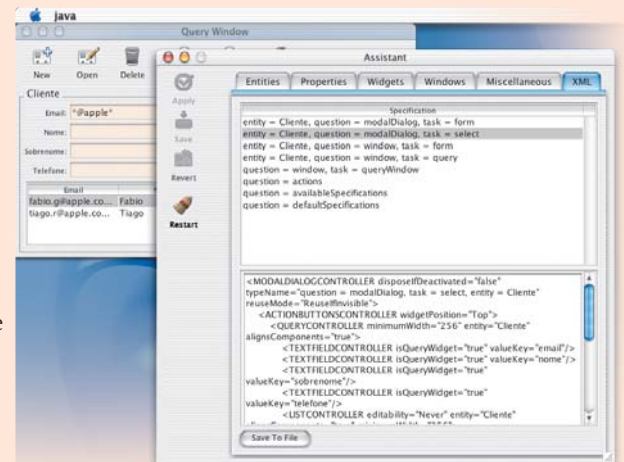 java
Query Window
New Open Delete
Cliente
Email: *@apple*
Nome:
Sobrenome:
Telefone:
Email
fabio.g@apple.co... Fabio
tiago.r@apple.co... Tiago
Assistant
Apply
Save
Revert
Restart
Entities Properties Widgets Windows Miscellaneous XML
Specification
entity = Cliente, question = modalDialog, task = form
entity = Cliente, question = modalDialog, task = select
entity = Cliente, question = window, task = form
entity = Cliente, question = window, task = query
question = window, task = queryWindow
question = actions
question = availableSpecifications
question = defaultSpecifications
<MODALDIALOGCONTROLLER disposeIfDeactivated="false"
typeName="question = modalDialog, task = select, entity = Cliente"
reuseMode="ReuseIfInvisible">
<ACTIONBUTTONSCONTROLLER widgetPosition="Top">
<QUERYCONTROLLER minimumWidth="256" entity="Cliente"
alignsComponents="true">
<TEXTFIELDCONTROLLER isQueryWidget="true" valueKey="email"/>
<TEXTFIELDCONTROLLER isQueryWidget="true" valueKey="nome"/>
<TEXTFIELDCONTROLLER isQueryWidget="true"
valueKey="sobrenome"/>
<TEXTFIELDCONTROLLER isQueryWidget="true"
valueKey="telefone"/>
<LISTCONTROLLER editability="Never" entity="Cliente"
Save To File
e